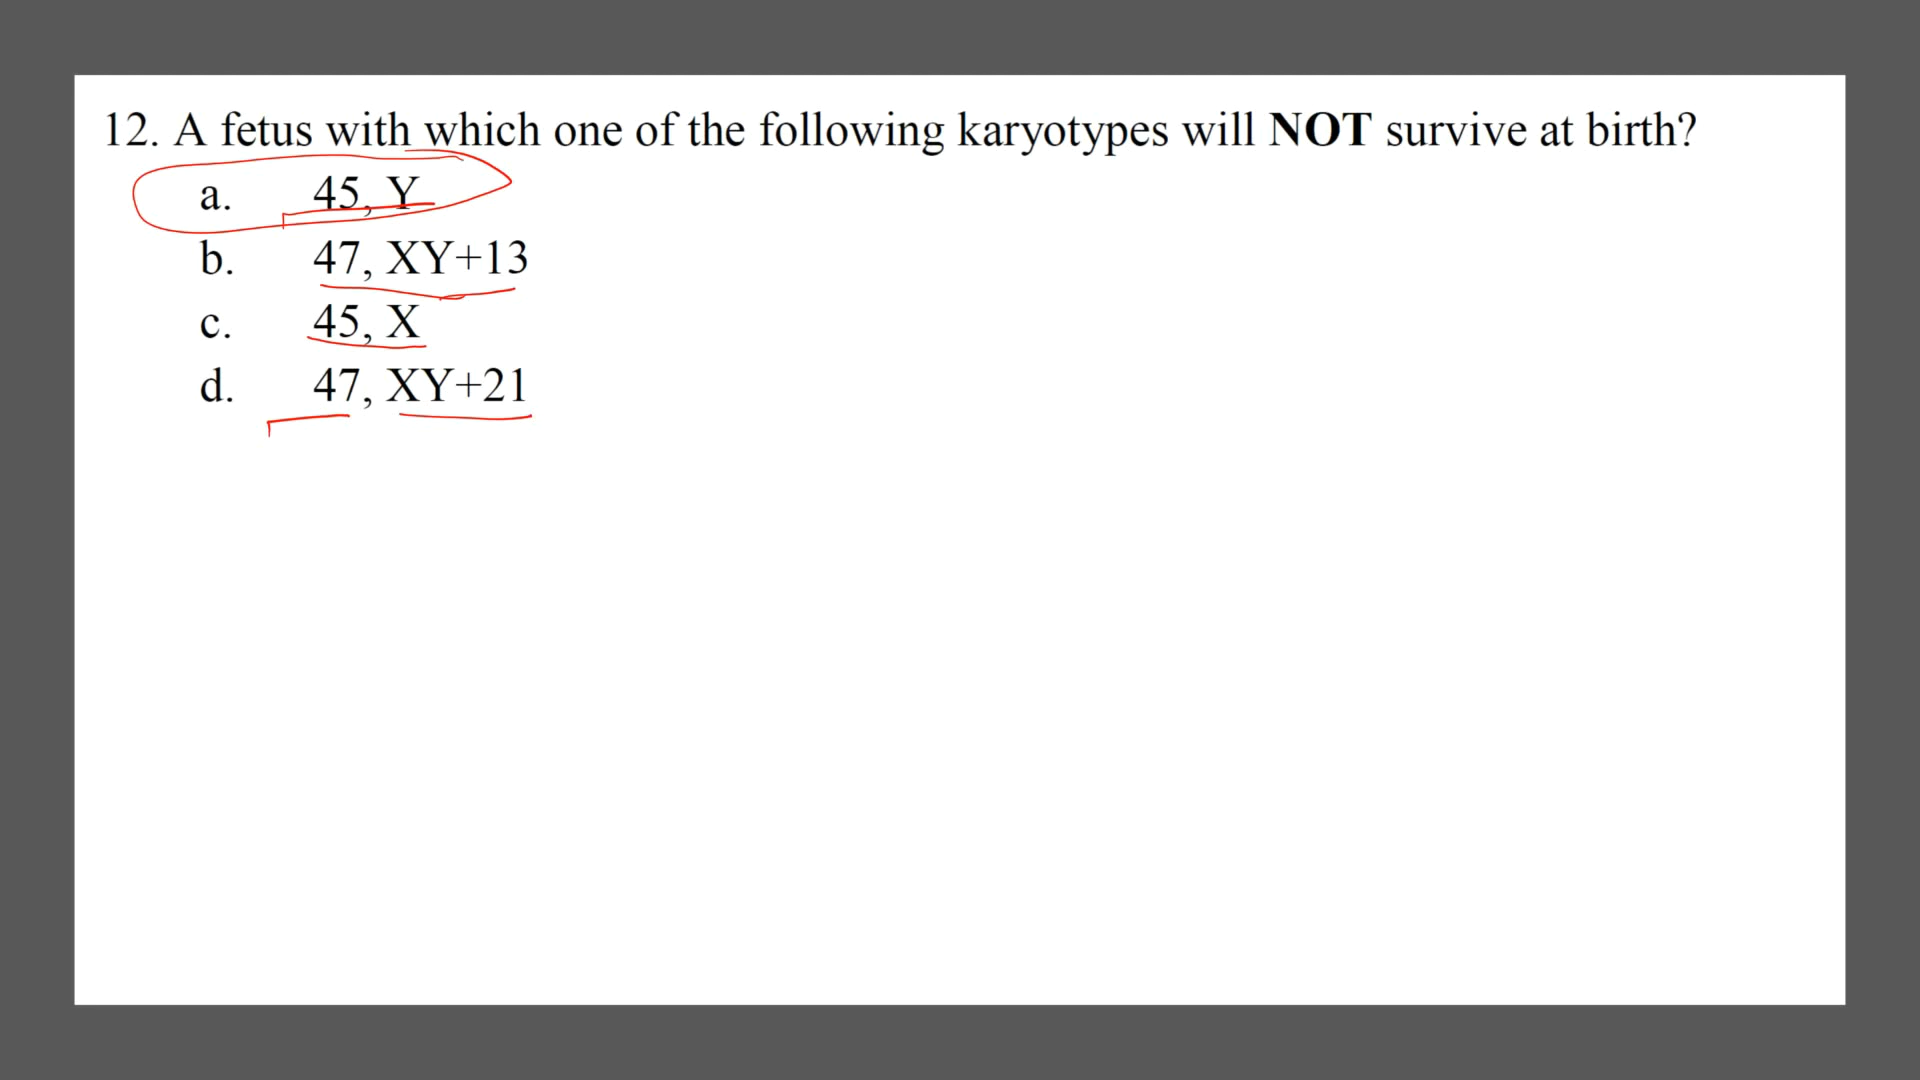 12. A fetus with which one of the following karyotypes will NOT survive at birth?
a. 45, Y
b. 47, XY+13
c. 45, X
d. 47, XY+21